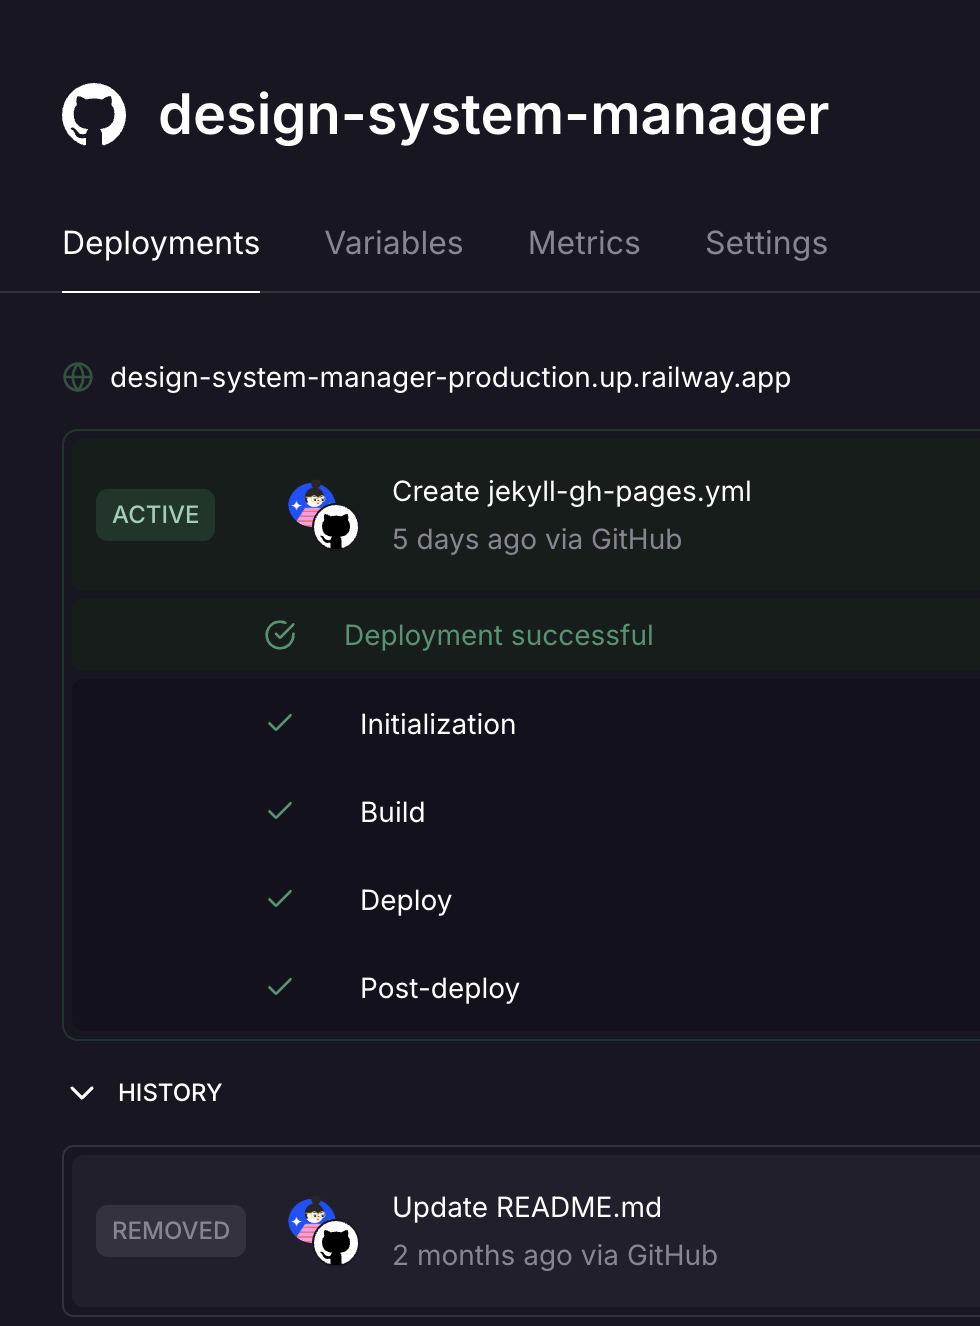 design-system-manager
Deployments Variables Metrics Settings
design-system-manager-production.up.railway.app
ACTIVE
Create jekyll-gh-pages.yml
5 days ago via GitHub
Deployment successful
Initialization
Build
Deploy
Post-deploy
HISTORY
REMOVED
Update README.md
2 months ago via GitHub